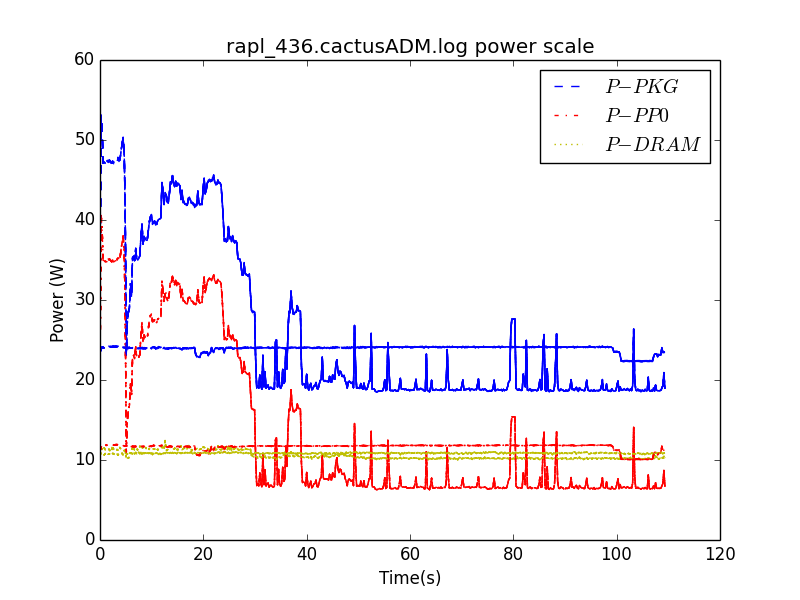 rapl_436.cactusADM.log power scale
P−PKG
P−PP0
P−DRAM
60
50
40
30
20
10
0
Power (W)
0 20 40 60 80 100 120
Time(s)